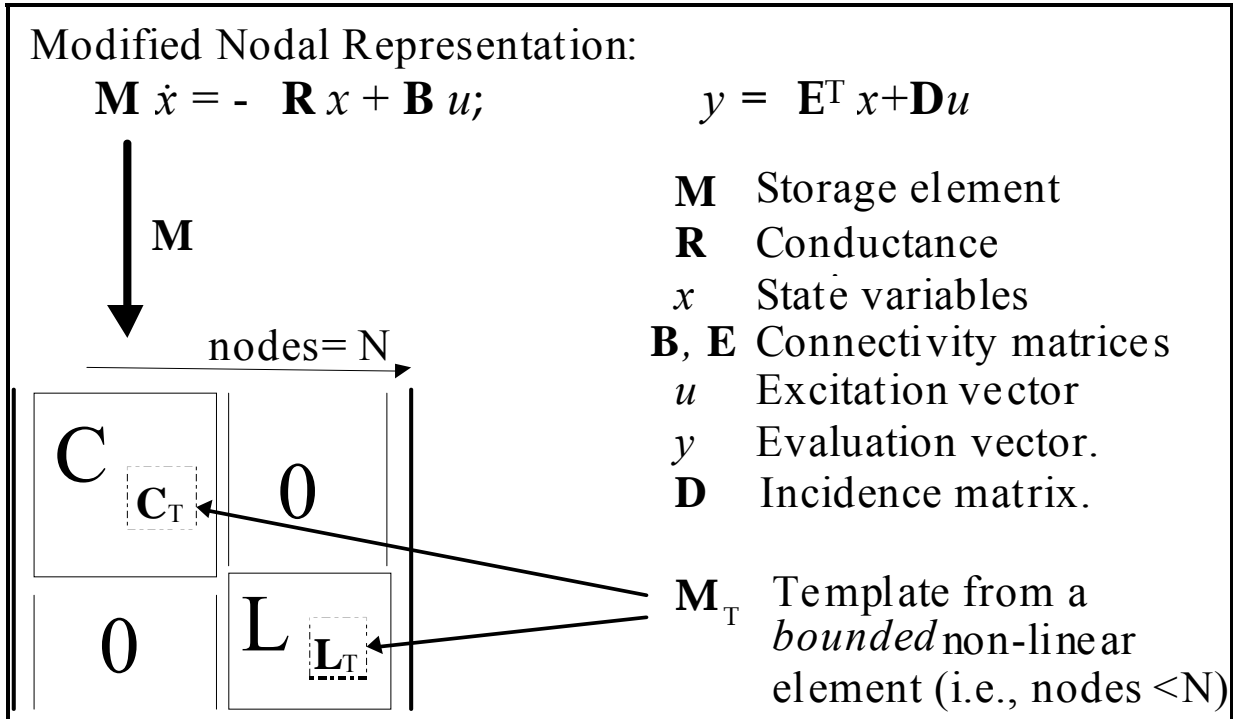 Modified Nodal Representation:
M ẋ = - R x + B u; y = Eᵀ x+Du
M Storage element
R Conductance
x State variables
B, E Connectivity matrices
u Excitation vector
y Evaluation vector.
D Incidence matrix.
M
nodes= N
C C_T 0
0 L L_T
M_T Template from a
bounded non-linear
element (i.e., nodes <N)